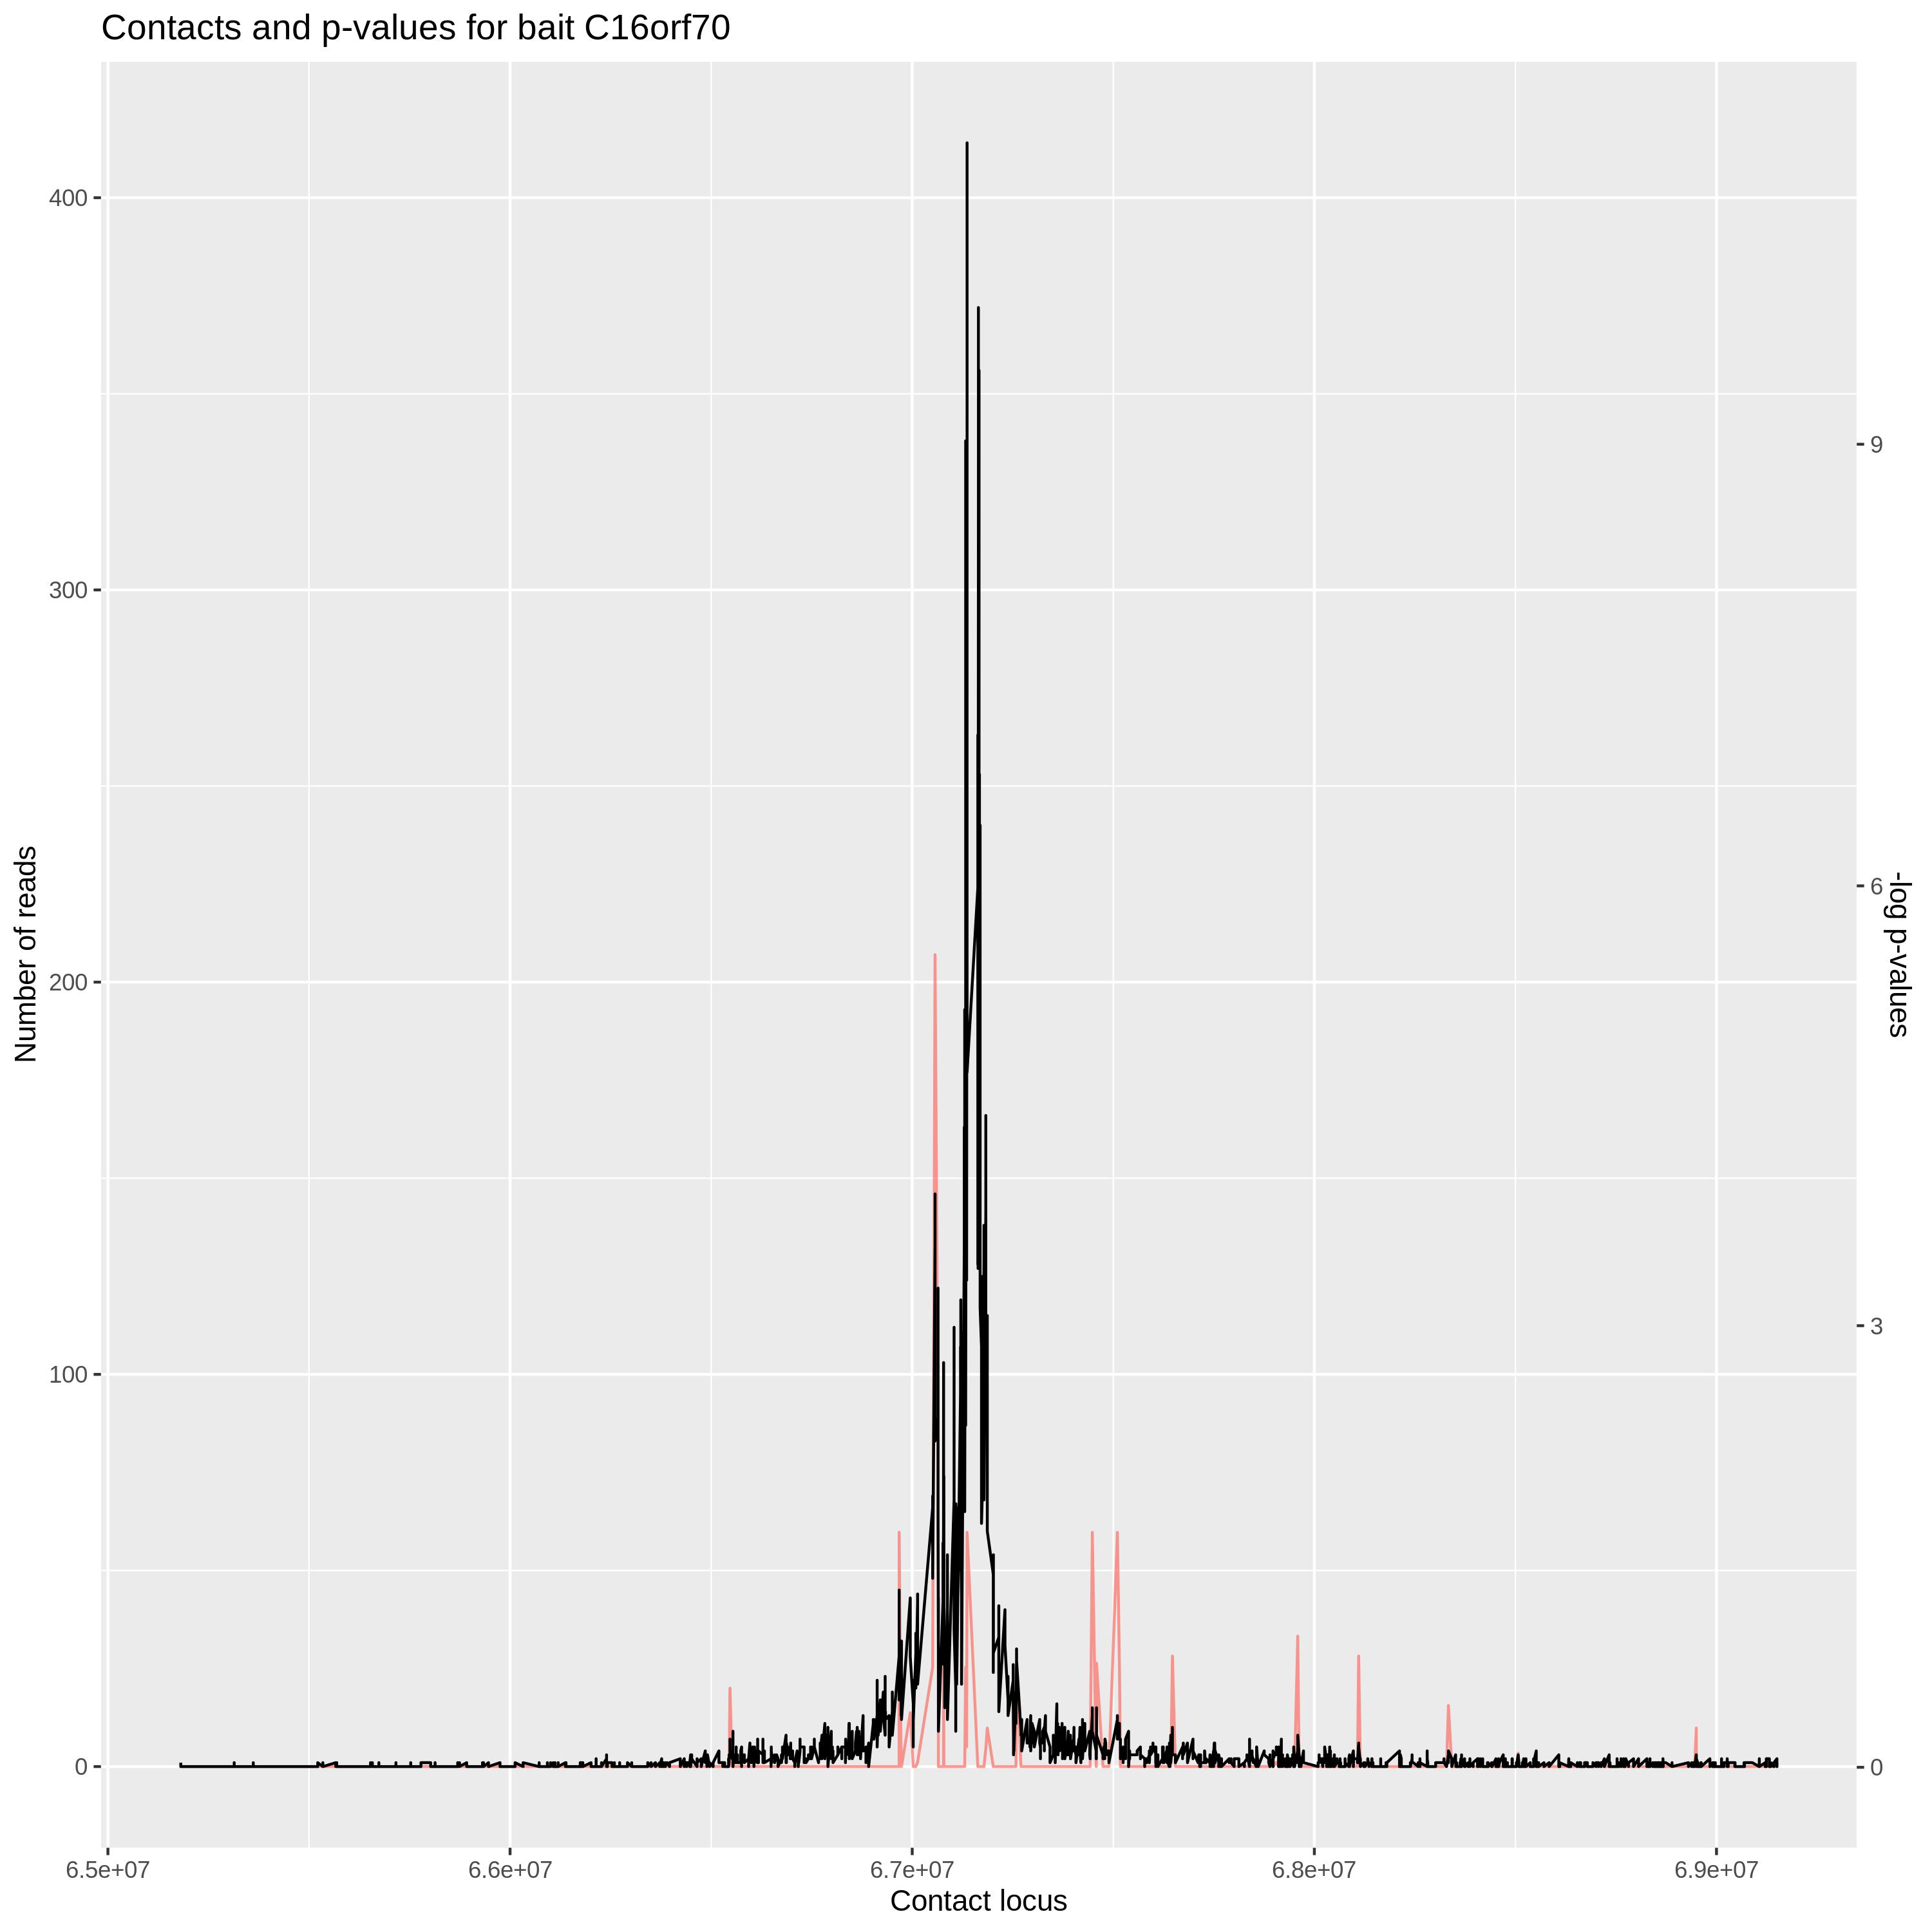 Contacts and p-values for bait C16orf70
400
300
200
100
0
Number of reads
9
6
3
0
-log p-values
6.5e+07
6.6e+07
6.7e+07
6.8e+07
6.9e+07
Contact locus